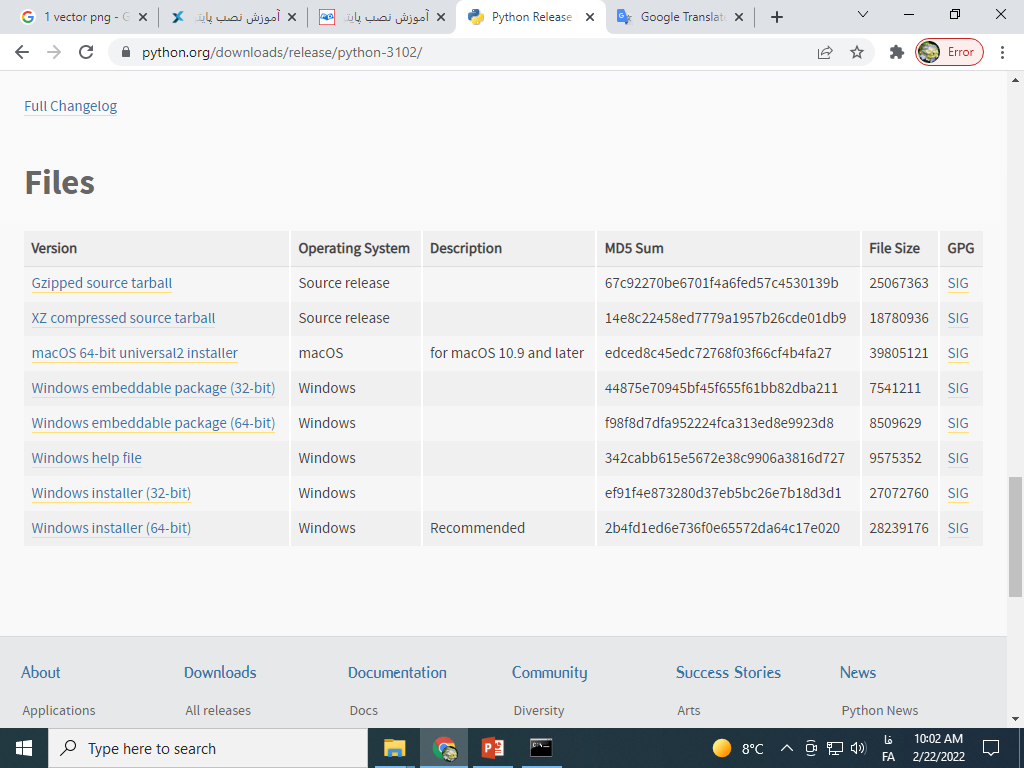 1 vector png - G
آموزش نصب پایت
آموزش نصب پایت
Python Release
Google Translat
python.org/downloads/release/python-3102/
Error
Full Changelog
Files
Version Operating System Description MD5 Sum File Size GPG
Gzipped source tarball Source release 67c92270be6701f4a6fed57c4530139b 25067363 SIG
XZ compressed source tarball Source release 14e8c22458ed7779a1957b26cde01db9 18780936 SIG
macOS 64-bit universal2 installer macOS for macOS 10.9 and later edced8c45edc72768f03f66cf4b4fa27 39805121 SIG
Windows embeddable package (32-bit) Windows 44875e70945bf45f655f61bb82dba211 7541211 SIG
Windows embeddable package (64-bit) Windows f98f8d7dfa952224fca313ed8e9923d8 8509629 SIG
Windows help file Windows 342cabb615e5672e38c9906a3816d727 9575352 SIG
Windows installer (32-bit) Windows ef91f4e873280d37eb5bc26e7b18d3d1 27072760 SIG
Windows installer (64-bit) Windows Recommended 2b4fd1ed6e736f0e65572da64c17e020 28239176 SIG
About Downloads Documentation Community Success Stories News
Applications All releases Docs Diversity Arts Python News
Type here to search
8°C
فا
FA
10:02 AM
2/22/2022